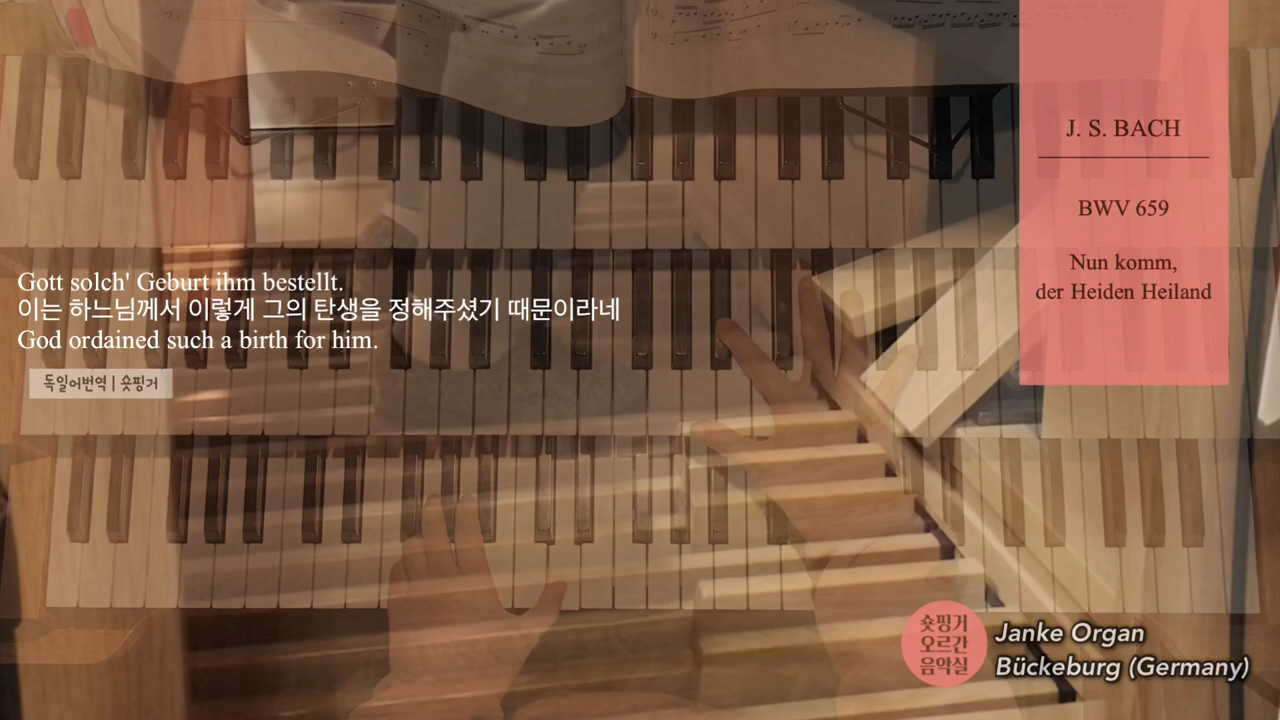 J. S. BACH
BWV 659
Nun komm,
der Heiden Heiland
Gott solch' Geburt ihm bestellt.
이는 하느님께서 이렇게 그의 탄생을 정해주셨기 때문이라네
God ordained such a birth for him.
독일어번역 | 숏핑거
숏핑거
오르간
음악실
Janke Organ
Bückeburg (Germany)